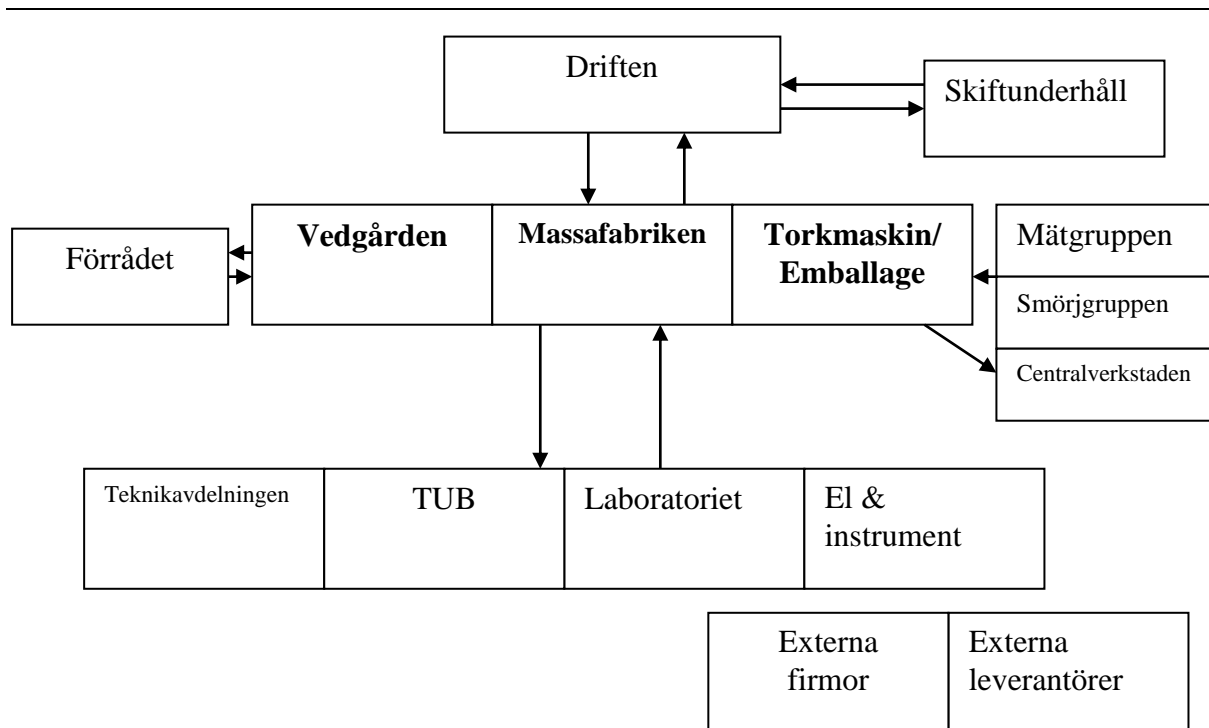 Driften
Skiftunderhåll
Förrådet
Vedgården
Massafabriken
Torkmaskin/
Emballage
Mätgruppen
Smörjgruppen
Centralverkstaden
Teknikavdelningen
TUB
Laboratoriet
El &
instrument
Externa
firmor
Externa
leverantörer